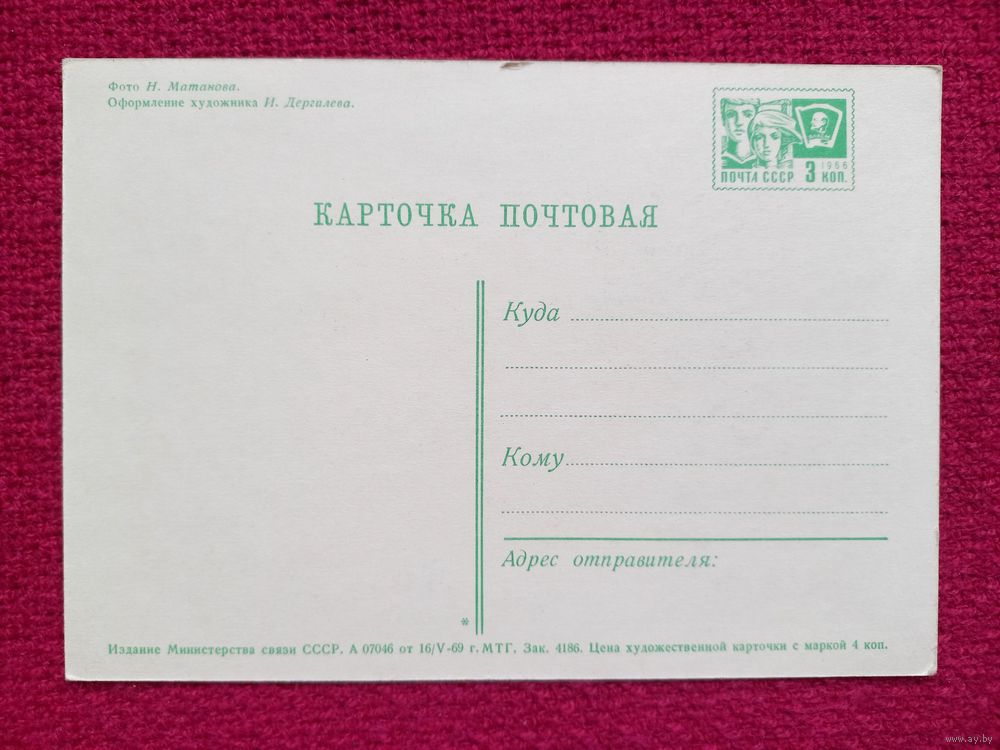 Фото Н. Матанова.
Оформление художника И. Дергилева.
1966
ПОЧТА СССР 3 КОП.
КАРТОЧКА ПОЧТОВАЯ
Куда
Кому
Адрес отправителя:
*
Издание Министерства связи СССР. А 07046 от 16/V-69 г. МТГ. Зак. 4186. Цена художественной карточки с маркой 4 коп.
www.ay.by